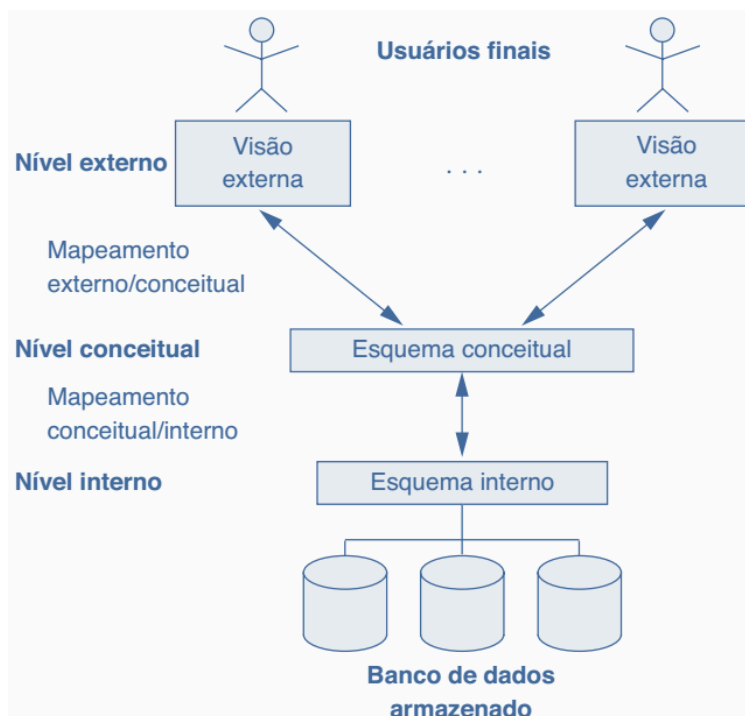 Usuários finais
Nível externo
Visão
externa
. . .
Visão
externa
Mapeamento
externo/conceitual
Nível conceitual
Esquema conceitual
Mapeamento
conceitual/interno
Nível interno
Esquema interno
Banco de dados
armazenado